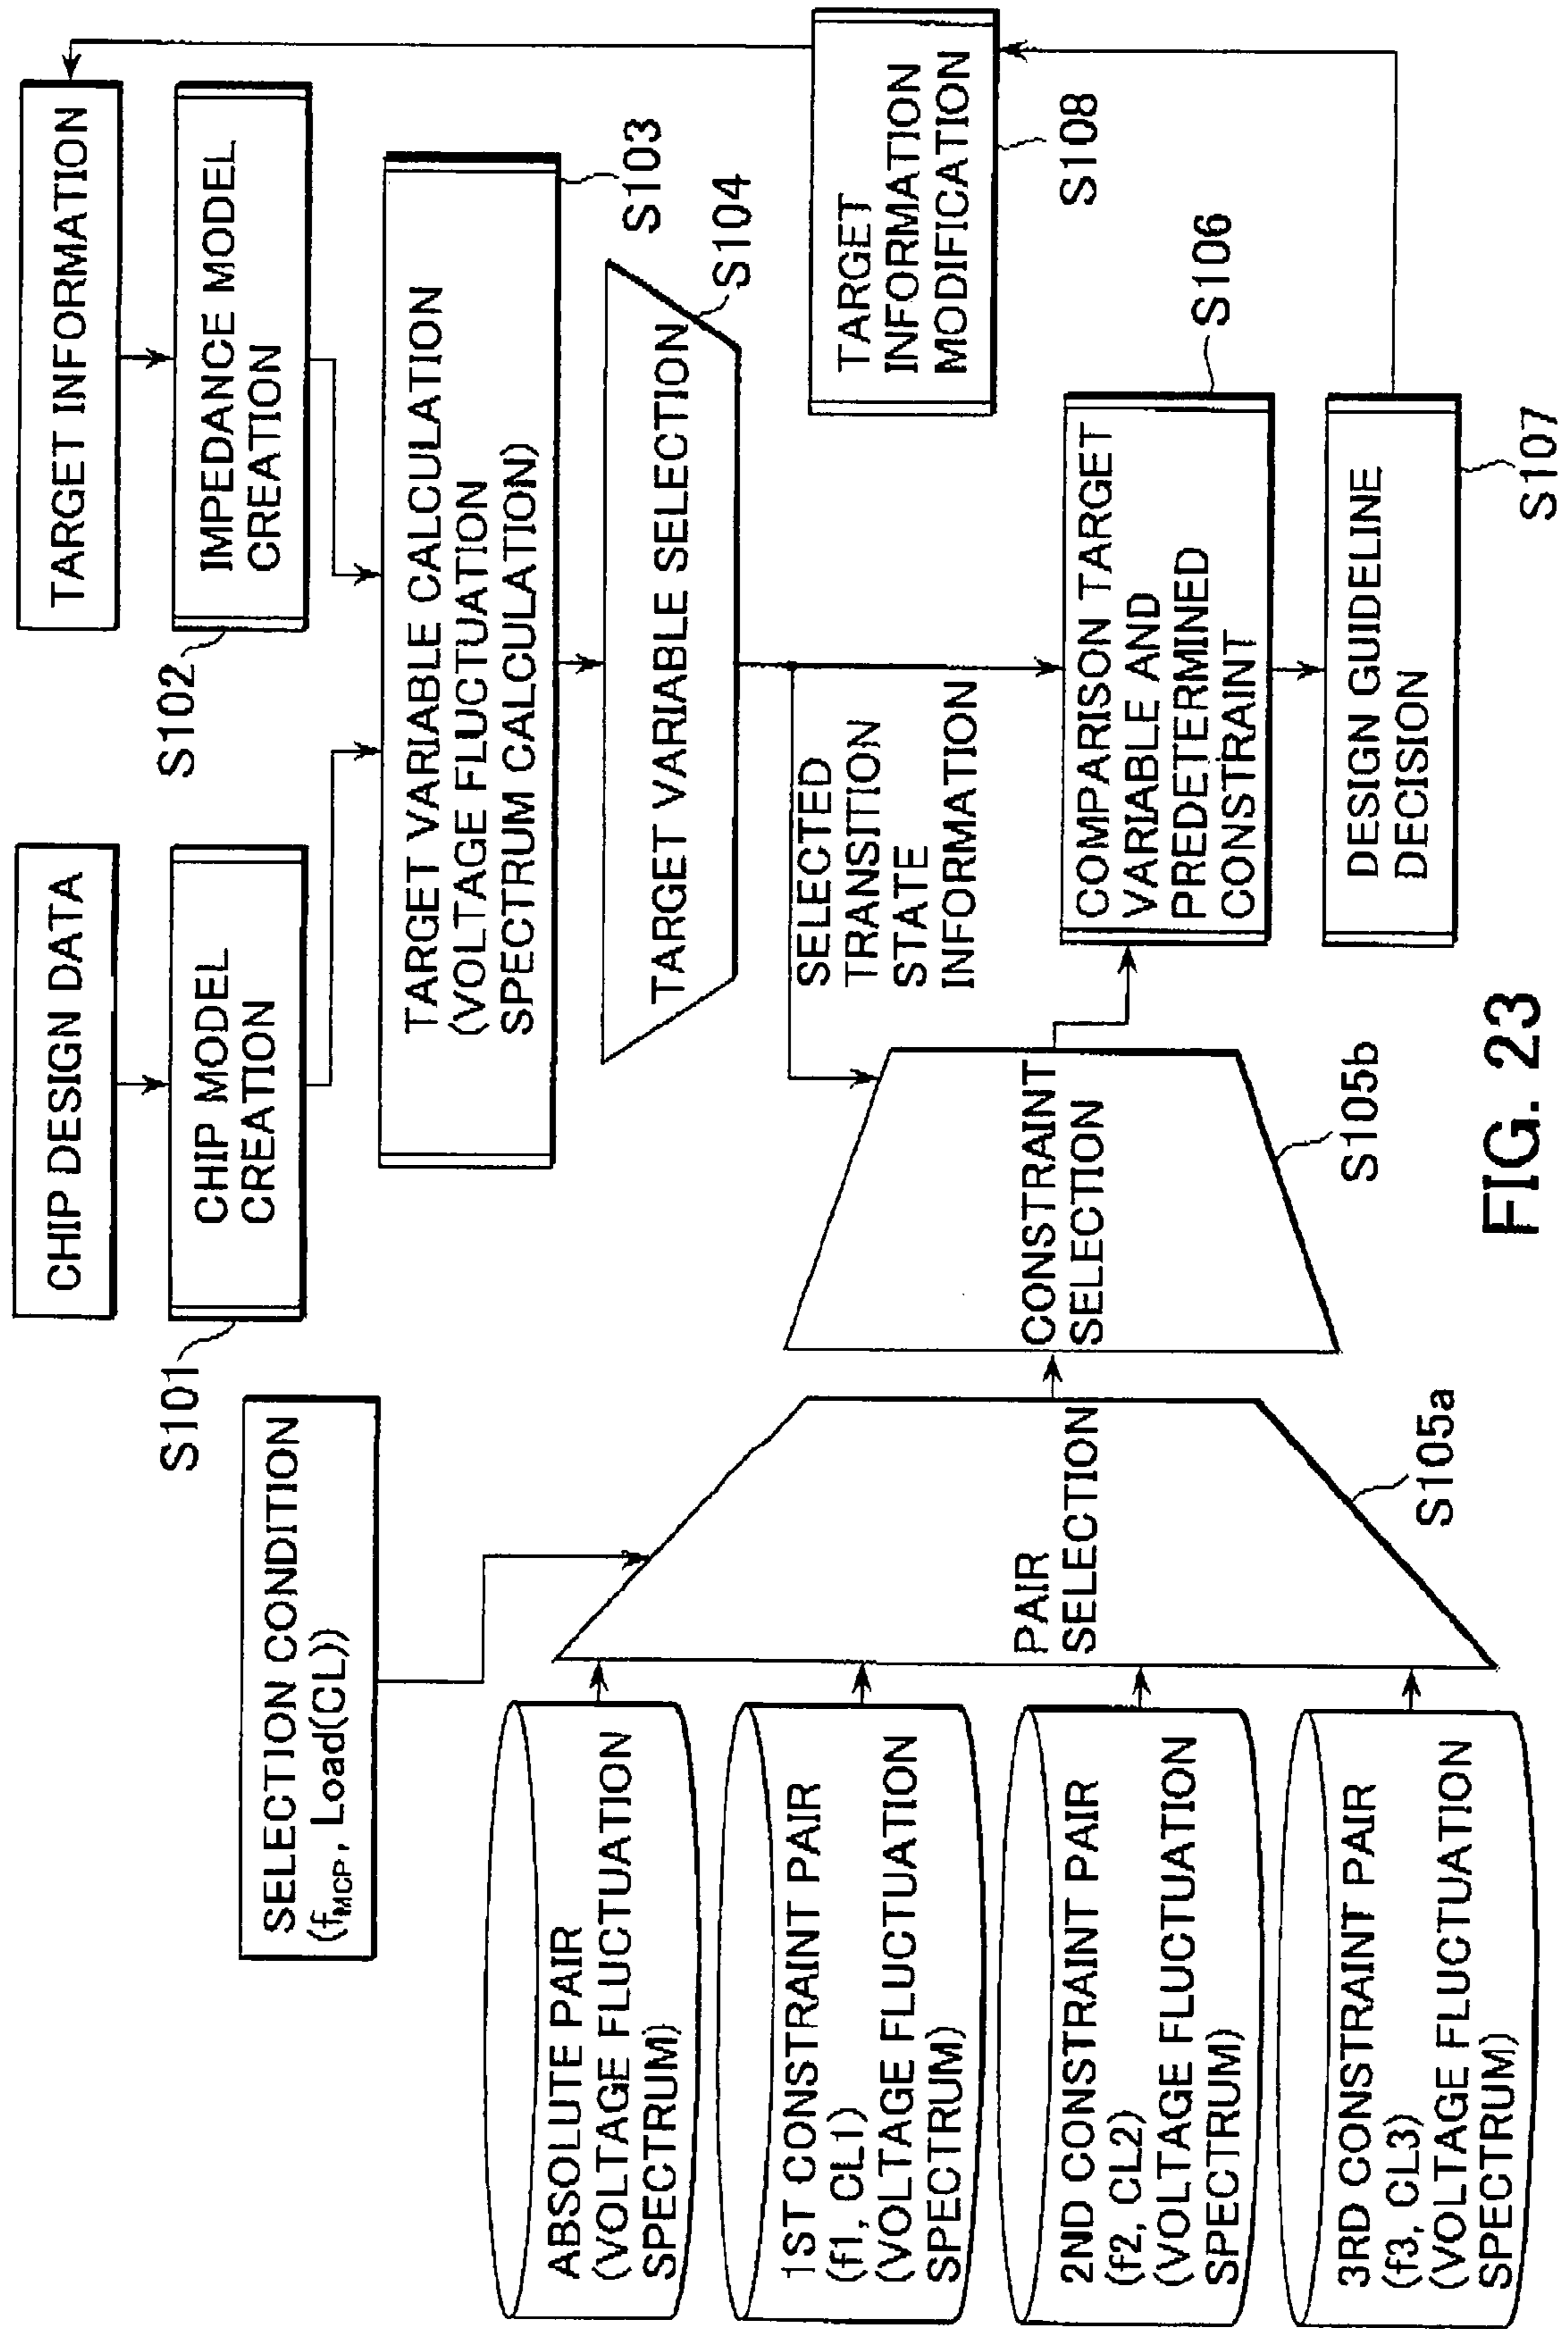 CHIP DESIGN DATA
TARGET INFORMATION
S101
CHIP MODEL
CREATION
S102
IMPEDANCE MODEL
CREATION
SELECTION CONDITION
(fMCP, Load(CL))
TARGET VARIABLE CALCULATION
(VOLTAGE FLUCTUATION
SPECTRUM CALCULATION)
S103
TARGET VARIABLE SELECTION
S104
ABSOLUTE PAIR
(VOLTAGE FLUCTUATION
SPECTRUM)
1ST CONSTRAINT PAIR
(f1, CL1)
(VOLTAGE FLUCTUATION
SPECTRUM)
2ND CONSTRAINT PAIR
(f2, CL2)
(VOLTAGE FLUCTUATION
SPECTRUM)
3RD CONSTRAINT PAIR
(f3, CL3)
(VOLTAGE FLUCTUATION
SPECTRUM)
PAIR
SELECTION
S105a
CONSTRAINT
SELECTION
S105b
SELECTED
TRANSITION
STATE
INFORMATION
TARGET
INFORMATION
MODIFICATION
S108
COMPARISON TARGET
VARIABLE AND
PREDETERMINED
CONSTRAINT
S106
DESIGN GUIDELINE
DECISION
S107
FIG. 23